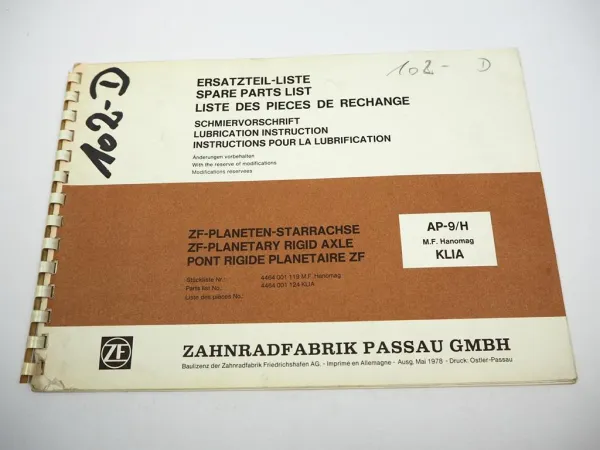 102-D
102- D
ERSATZTEIL-LISTE
SPARE PARTS LIST
LISTE DES PIECES DE RECHANGE
SCHMIERVORSCHRIFT
LUBRICATION INSTRUCTION
INSTRUCTIONS POUR LA LUBRIFICATION
Änderungen vorbehalten
With the reserve of modifications
Modifications reservees
ZF-PLANETEN-STARRACHSE
ZF-PLANETARY RIGID AXLE
PONT RIGIDE PLANETAIRE ZF
Stückliste Nr.: 4464 001 119 M.F. Hanomag
Parts list No.: 4464 001 124 KLIA
Liste des pièces No.:
AP-9/H
M.F. Hanomag
KLIA
ZF
ZAHNRADFABRIK PASSAU GMBH
Baulizenz der Zahnradfabrik Friedrichshafen AG. - Imprimé en Allemagne - Ausg. Mai 1978 - Druck: Ostler-Passau